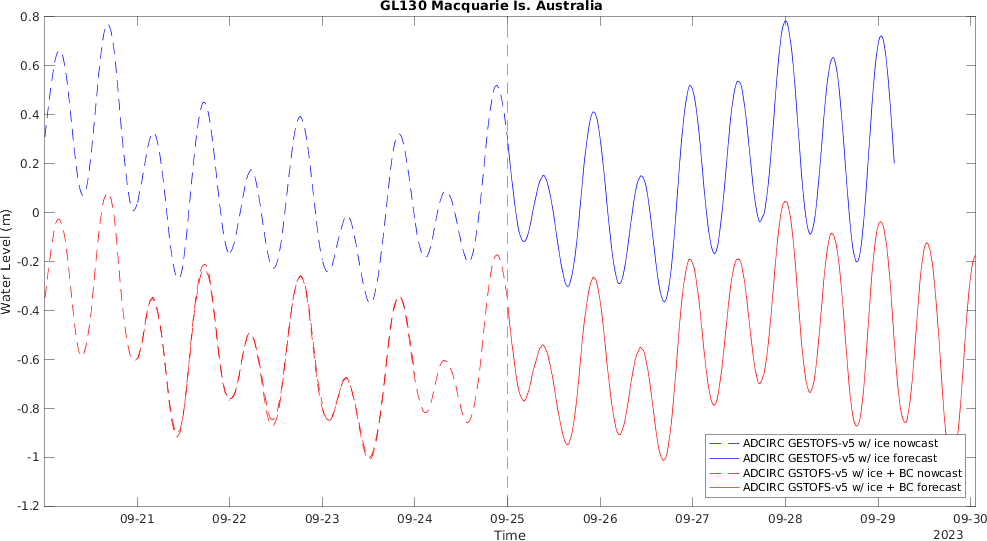 GL130 Macquarie Is. Australia
Water Level (m)
0.8
0.6
0.4
0.2
0
-0.2
-0.4
-0.6
-0.8
-1
-1.2
ADCIRC GESTOFS-v5 w/ ice nowcast
ADCIRC GESTOFS-v5 w/ ice forecast
ADCIRC GSTOFS-v5 w/ ice + BC nowcast
ADCIRC GSTOFS-v5 w/ ice + BC forecast
09-21 09-22 09-23 09-24 09-25 09-26 09-27 09-28 09-29 09-30
Time
2023